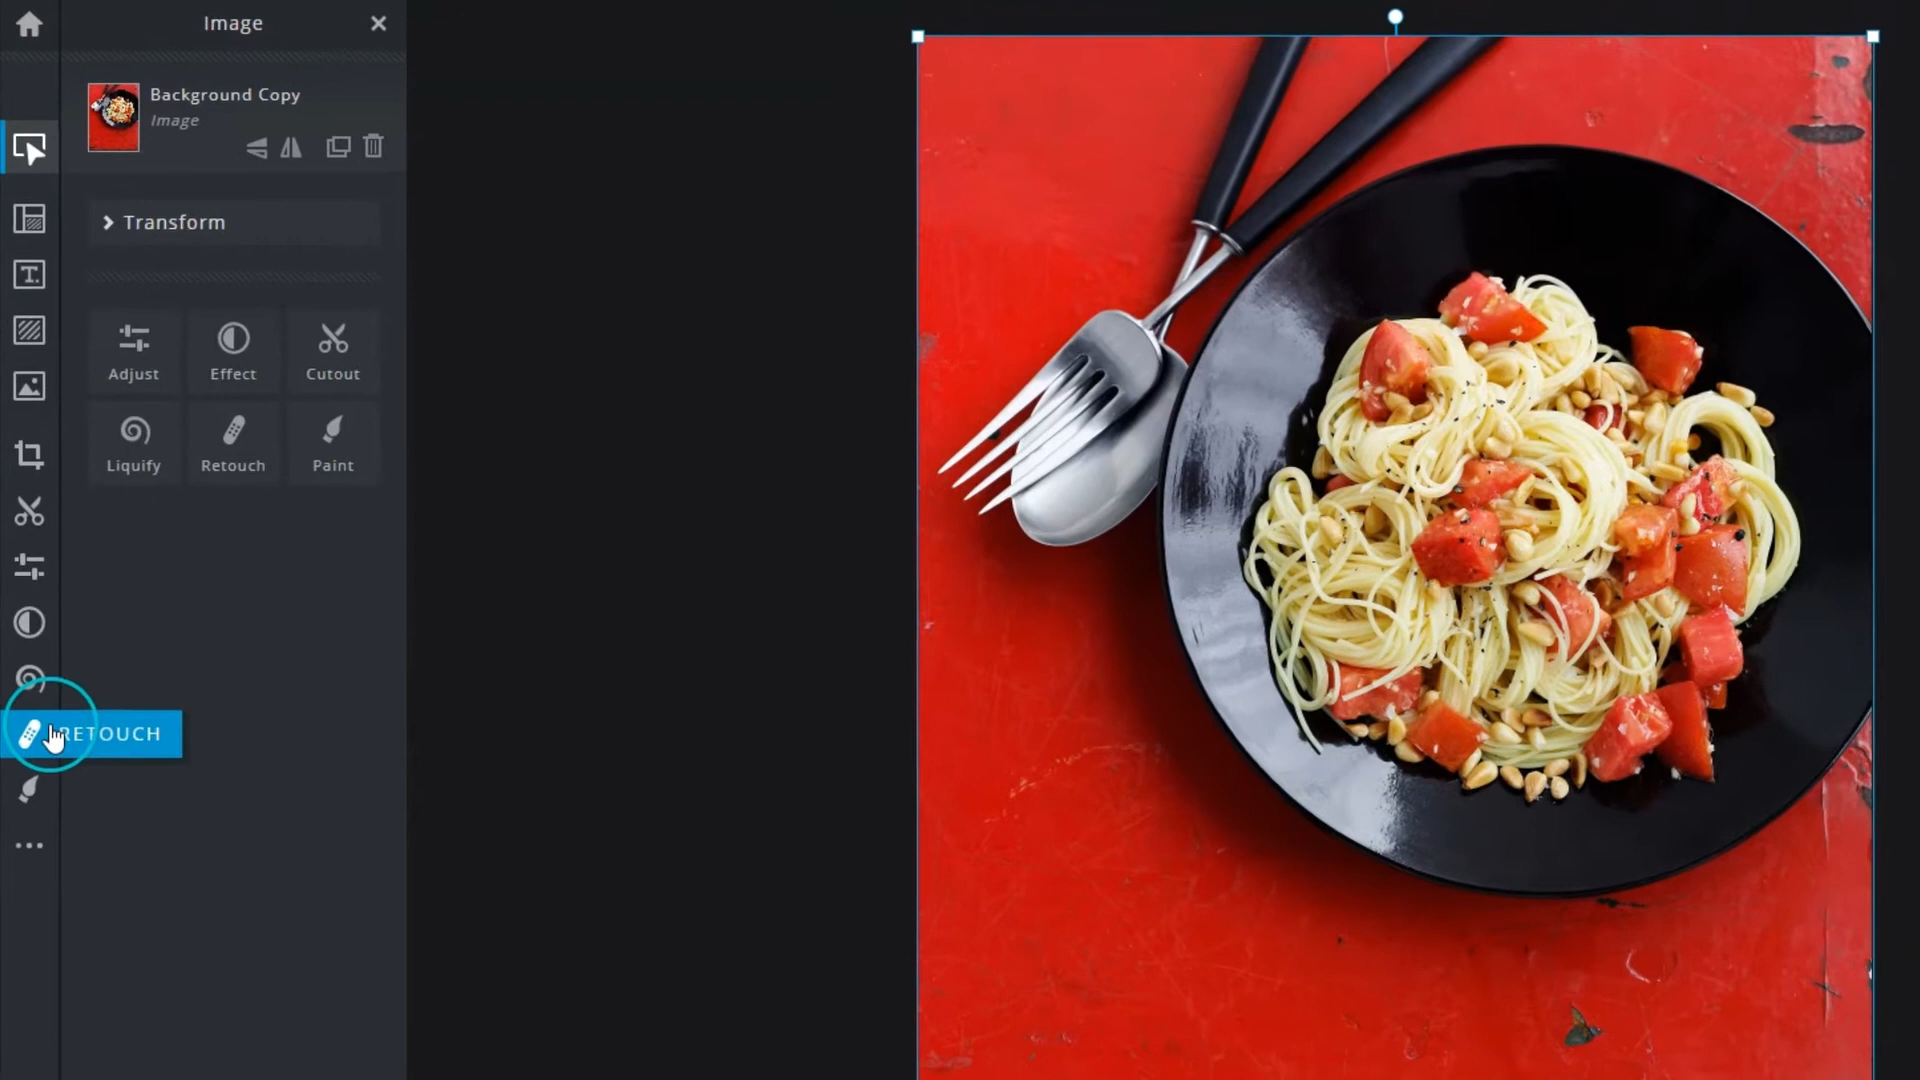 Image
Background Copy
Image
Transform
Adjust
Effect
Cutout
Liquify
Retouch
Paint
RETOUCH